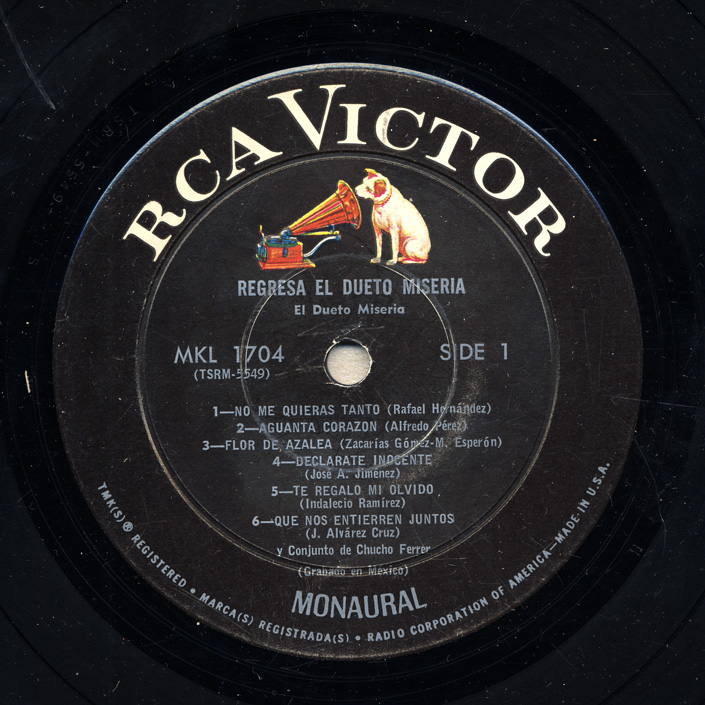 RCA VICTOR
REGRESA EL DUETO MISERIA
El Dueto Miseria
MKL 1704
SIDE 1
(TSRM-5549)
1—NO ME QUIERAS TANTO (Rafael Hernández)
2—AGUANTA CORAZON (Alfredo Pérez)
3—FLOR DE AZALEA (Zacarías Gómez-M. Esperón)
4—DECLARATE INOCENTE
(José A. Jiménez)
5—TE REGALO MI OLVIDO
(Indalecio Ramírez)
6—QUE NOS ENTIERREN JUNTOS
(J. Alvárez Cruz)
y Conjunto de Chucho Ferrer
(Grabado en México)
MONAURAL
TMK(S) ® REGISTERED • MARCA(S) REGISTRADA(S) • RADIO CORPORATION OF AMERICA—MADE IN U.S.A.